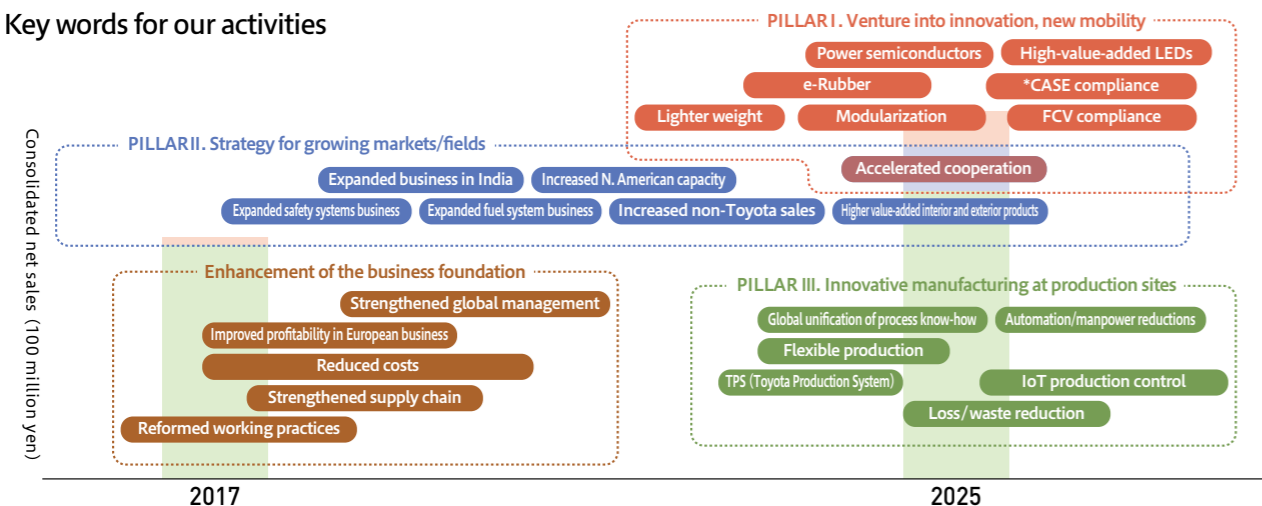 Key words for our activities
PILLAR I. Venture into innovation, new mobility
Power semiconductors
High-value-added LEDs
e-Rubber
*CASE compliance
Lighter weight
Modularization
FCV compliance
Accelerated cooperation
PILLAR II. Strategy for growing markets/fields
Expanded business in India
Increased N. American capacity
Expanded safety systems business
Expanded fuel system business
Increased non-Toyota sales
Higher value-added interior and exterior products
Consolidated net sales (100 million yen)
Enhancement of the business foundation
Strengthened global management
Improved profitability in European business
Reduced costs
Strengthened supply chain
Reformed working practices
PILLAR III. Innovative manufacturing at production sites
Global unification of process know-how
Automation/manpower reductions
Flexible production
TPS (Toyota Production System)
IoT production control
Loss/waste reduction
2017
2025